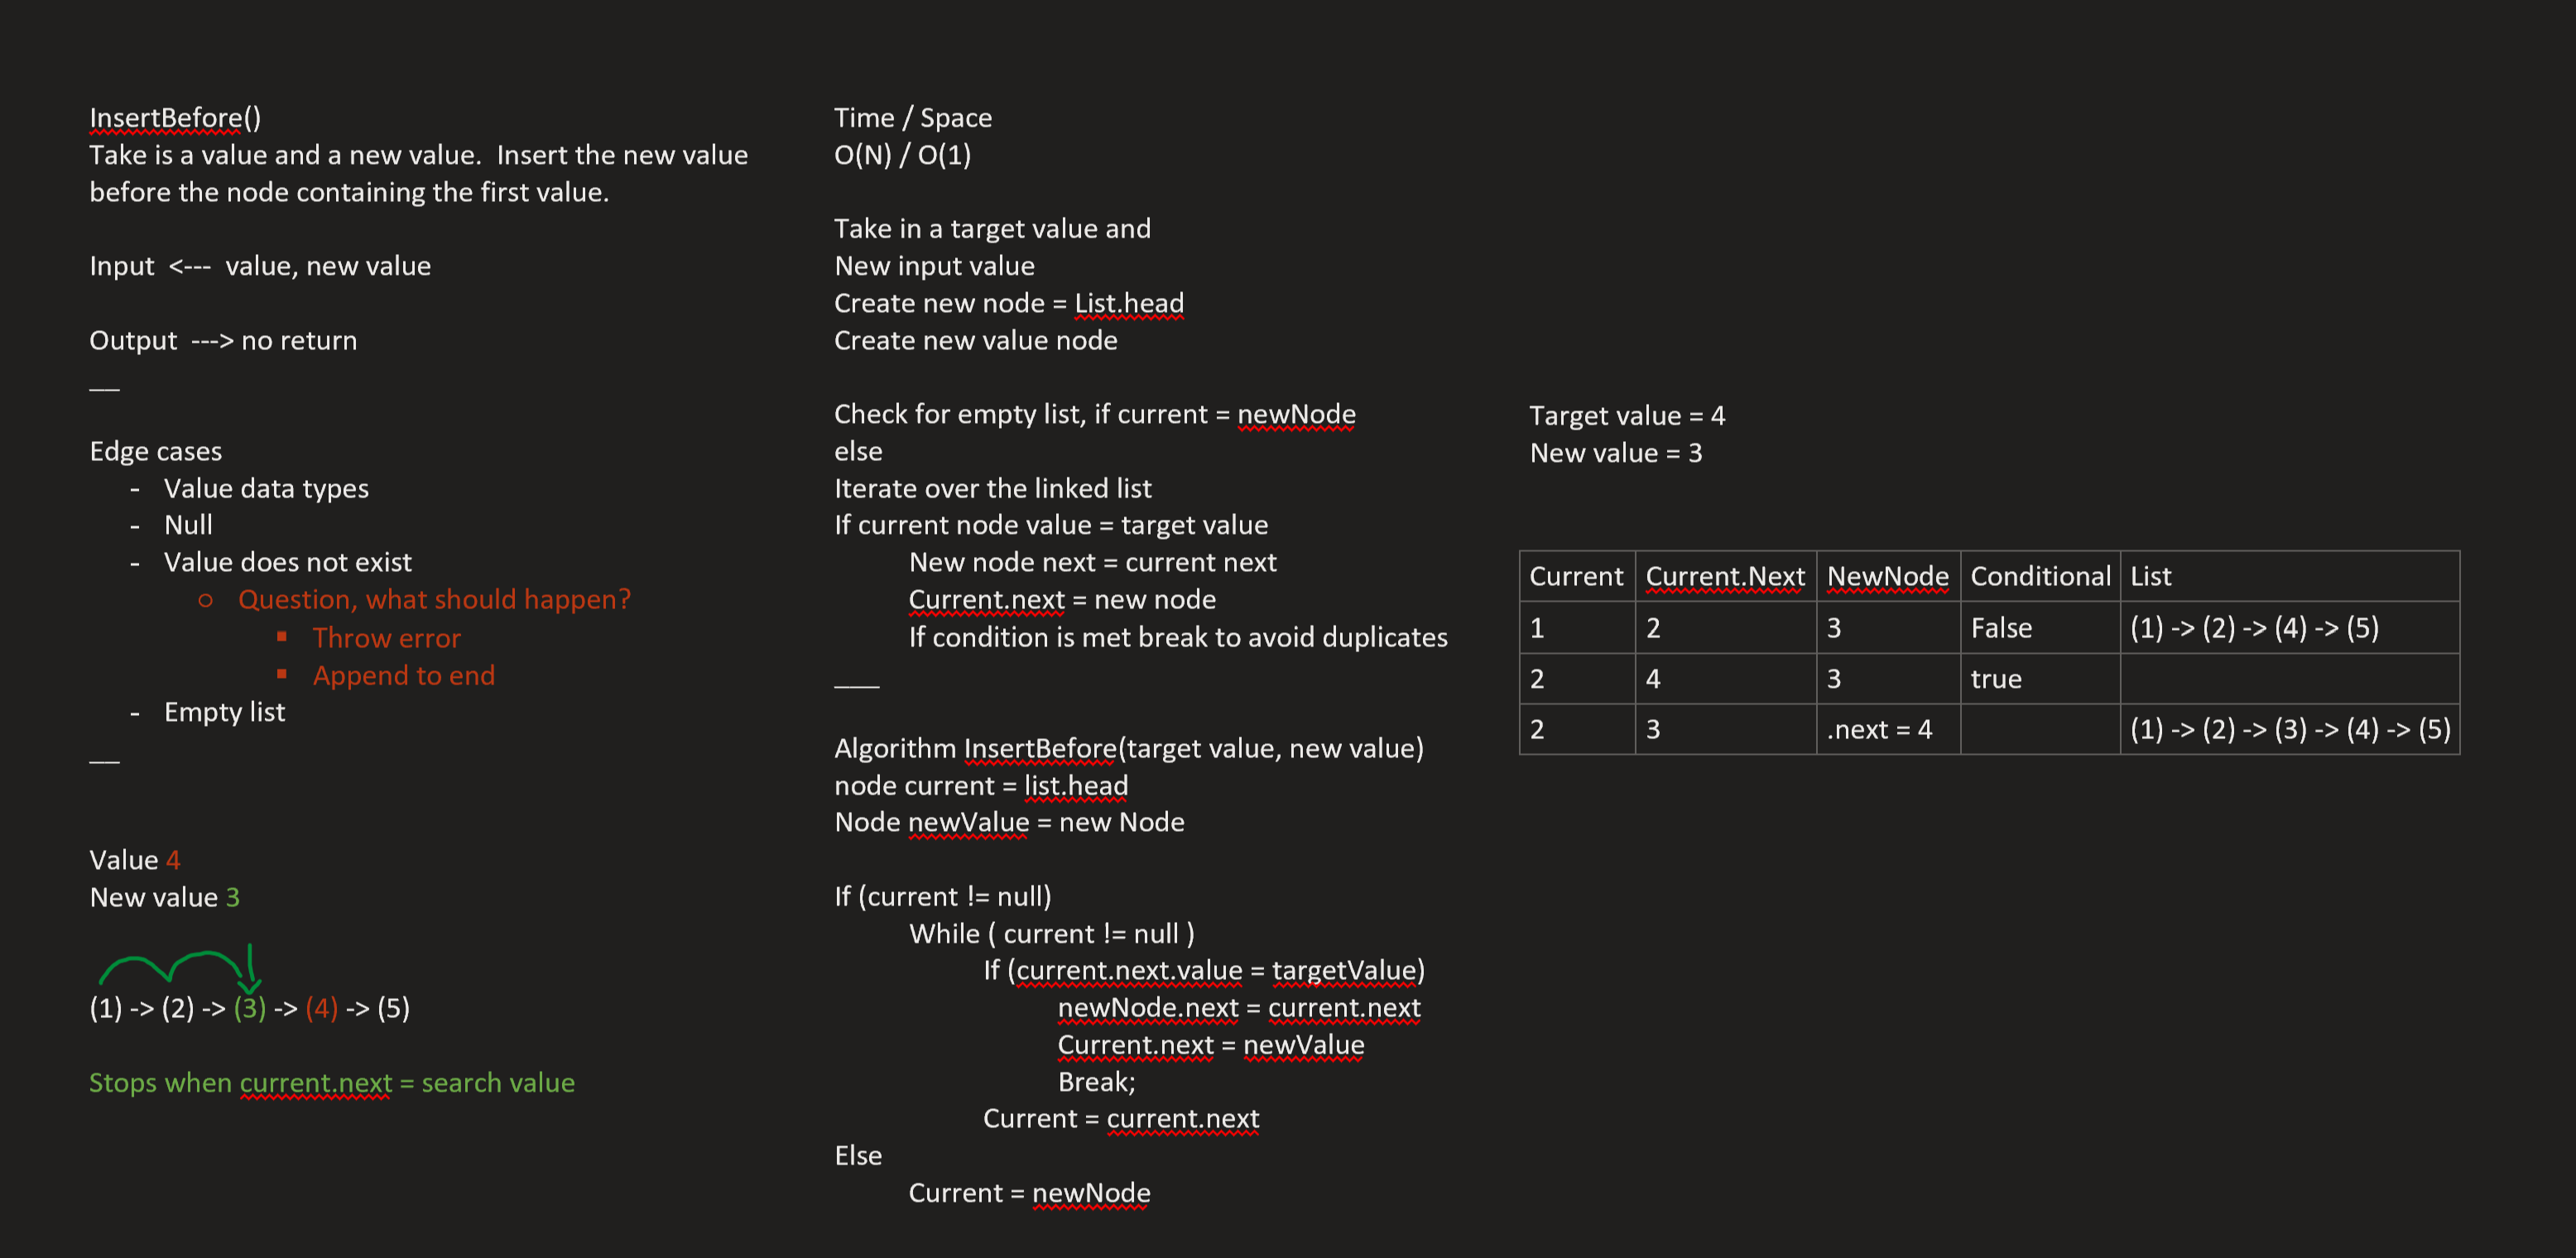 InsertBefore()
Take is a value and a new value.  Insert the new value
before the node containing the first value.
Input  <---  value, new value
Output  ---> no return
__
Edge cases
- Value data types
- Null
- Value does not exist
○ Question, what should happen?
▪ Throw error
▪ Append to end
- Empty list
__
Value 4
New value 3
(1) -> (2) -> (3) -> (4) -> (5)
Stops when current.next = search value
Time / Space
O(N) / O(1)
Take in a target value and
New input value
Create new node = List.head
Create new value node
Check for empty list, if current = newNode
else
Iterate over the linked list
If current node value = target value
New node next = current next
Current.next = new node
If condition is met break to avoid duplicates
___
Algorithm InsertBefore(target value, new value)
node current = list.head
Node newValue = new Node
If (current != null)
While ( current != null )
If (current.next.value = targetValue)
newNode.next = current.next
Current.next = newValue
Break;
Current = current.next
Else
Current = newNode
Target value = 4
New value = 3
Current Current.Next NewNode Conditional List
1 2 3 False (1) -> (2) -> (4) -> (5)
2 4 3 true
2 3 .next = 4 (1) -> (2) -> (3) -> (4) -> (5)